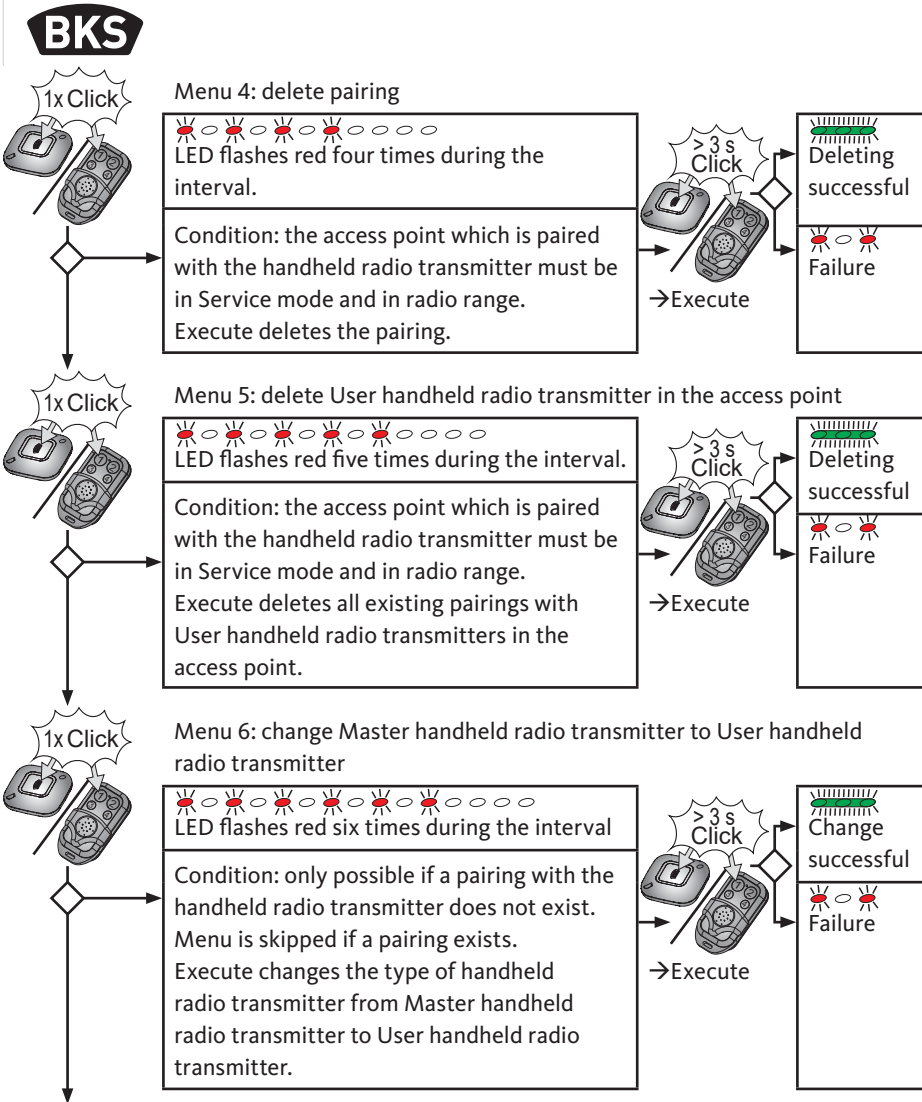 BKS
1x Click
Menu 4: delete pairing
LED flashes red four times during the
interval.
Condition: the access point which is paired
with the handheld radio transmitter must be
in Service mode and in radio range.
Execute deletes the pairing.
> 3 s
Click
→Execute
Deleting
successful
Failure
1x Click
Menu 5: delete User handheld radio transmitter in the access point
LED flashes red five times during the interval.
Condition: the access point which is paired
with the handheld radio transmitter must be
in Service mode and in radio range.
Execute deletes all existing pairings with
User handheld radio transmitters in the
access point.
> 3 s
Click
→Execute
Deleting
successful
Failure
1x Click
Menu 6: change Master handheld radio transmitter to User handheld
radio transmitter
LED flashes red six times during the interval
Condition: only possible if a pairing with the
handheld radio transmitter does not exist.
Menu is skipped if a pairing exists.
Execute changes the type of handheld
radio transmitter from Master handheld
radio transmitter to User handheld radio
transmitter.
> 3 s
Click
→Execute
Change
successful
Failure